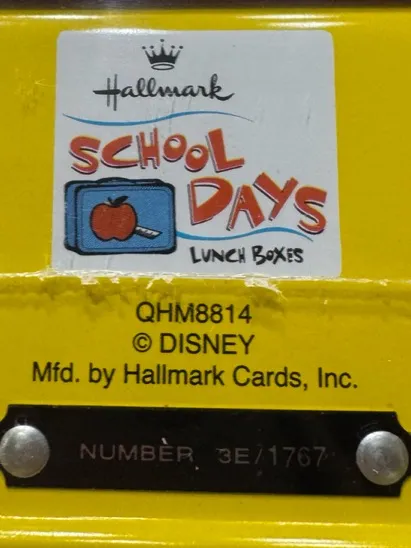 Hallmark
SCHOOL
DAYS
LUNCH BOXES
QHM8814
© DISNEY
Mfd. by Hallmark Cards, Inc.
NUMBER 3E/1767